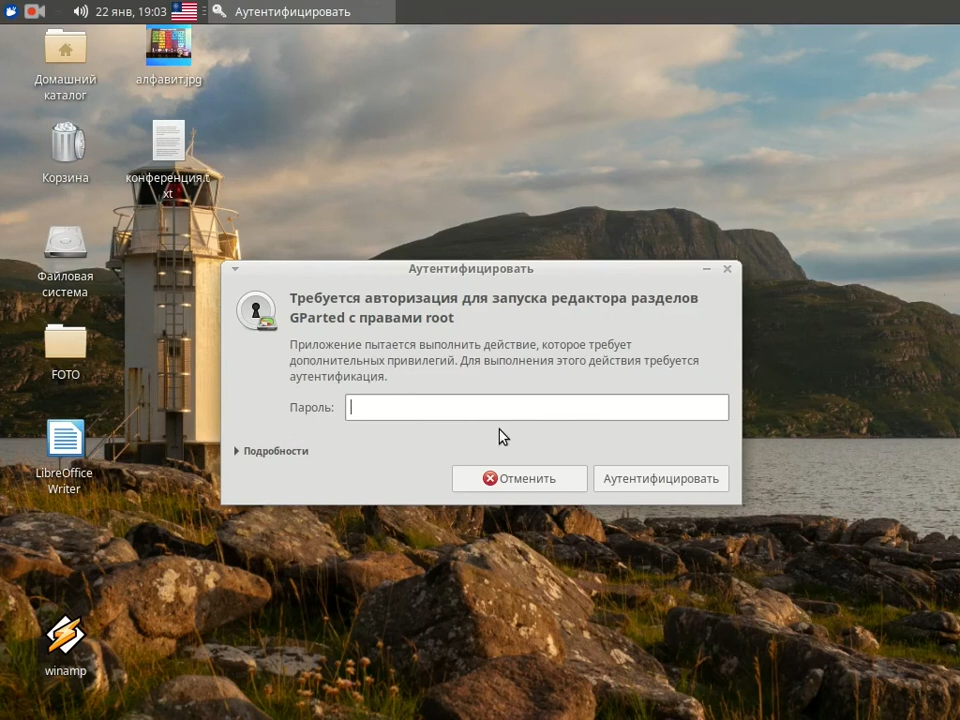 22 янв, 19:03
Аутентифицировать
Домашний
каталог
алфавит.jpg
Корзина
конференция.t
xt
Файловая
система
FOTO
LibreOffice
Writer
winamp
Аутентифицировать
Требуется авторизация для запуска редактора разделов
GParted с правами root
Приложение пытается выполнить действие, которое требует
дополнительных привилегий. Для выполнения этого действия требуется
аутентификация.
Пароль:
Подробности
Отменить
Аутентифицировать